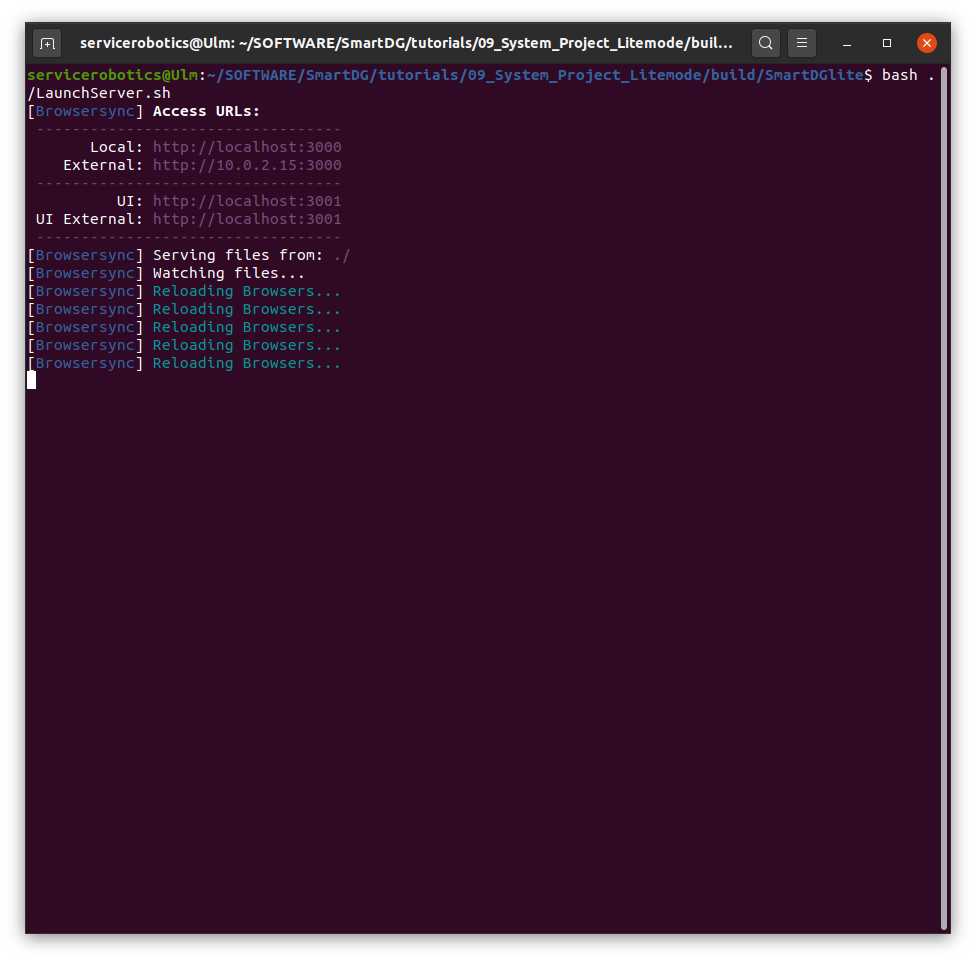 servicerobotics@Ulm: ~/SOFTWARE/SmartDG/tutorials/09_System_Project_Litemode/buil...
servicerobotics@Ulm:~/SOFTWARE/SmartDG/tutorials/09_System_Project_Litemode/build/SmartDGlite$ bash .
/LaunchServer.sh
[Browsersync] Access URLs:
----------------------------------
Local: http://localhost:3000
External: http://10.0.2.15:3000
----------------------------------
UI: http://localhost:3001
UI External: http://localhost:3001
----------------------------------
[Browsersync] Serving files from: ./
[Browsersync] Watching files...
[Browsersync] Reloading Browsers...
[Browsersync] Reloading Browsers...
[Browsersync] Reloading Browsers...
[Browsersync] Reloading Browsers...
[Browsersync] Reloading Browsers...